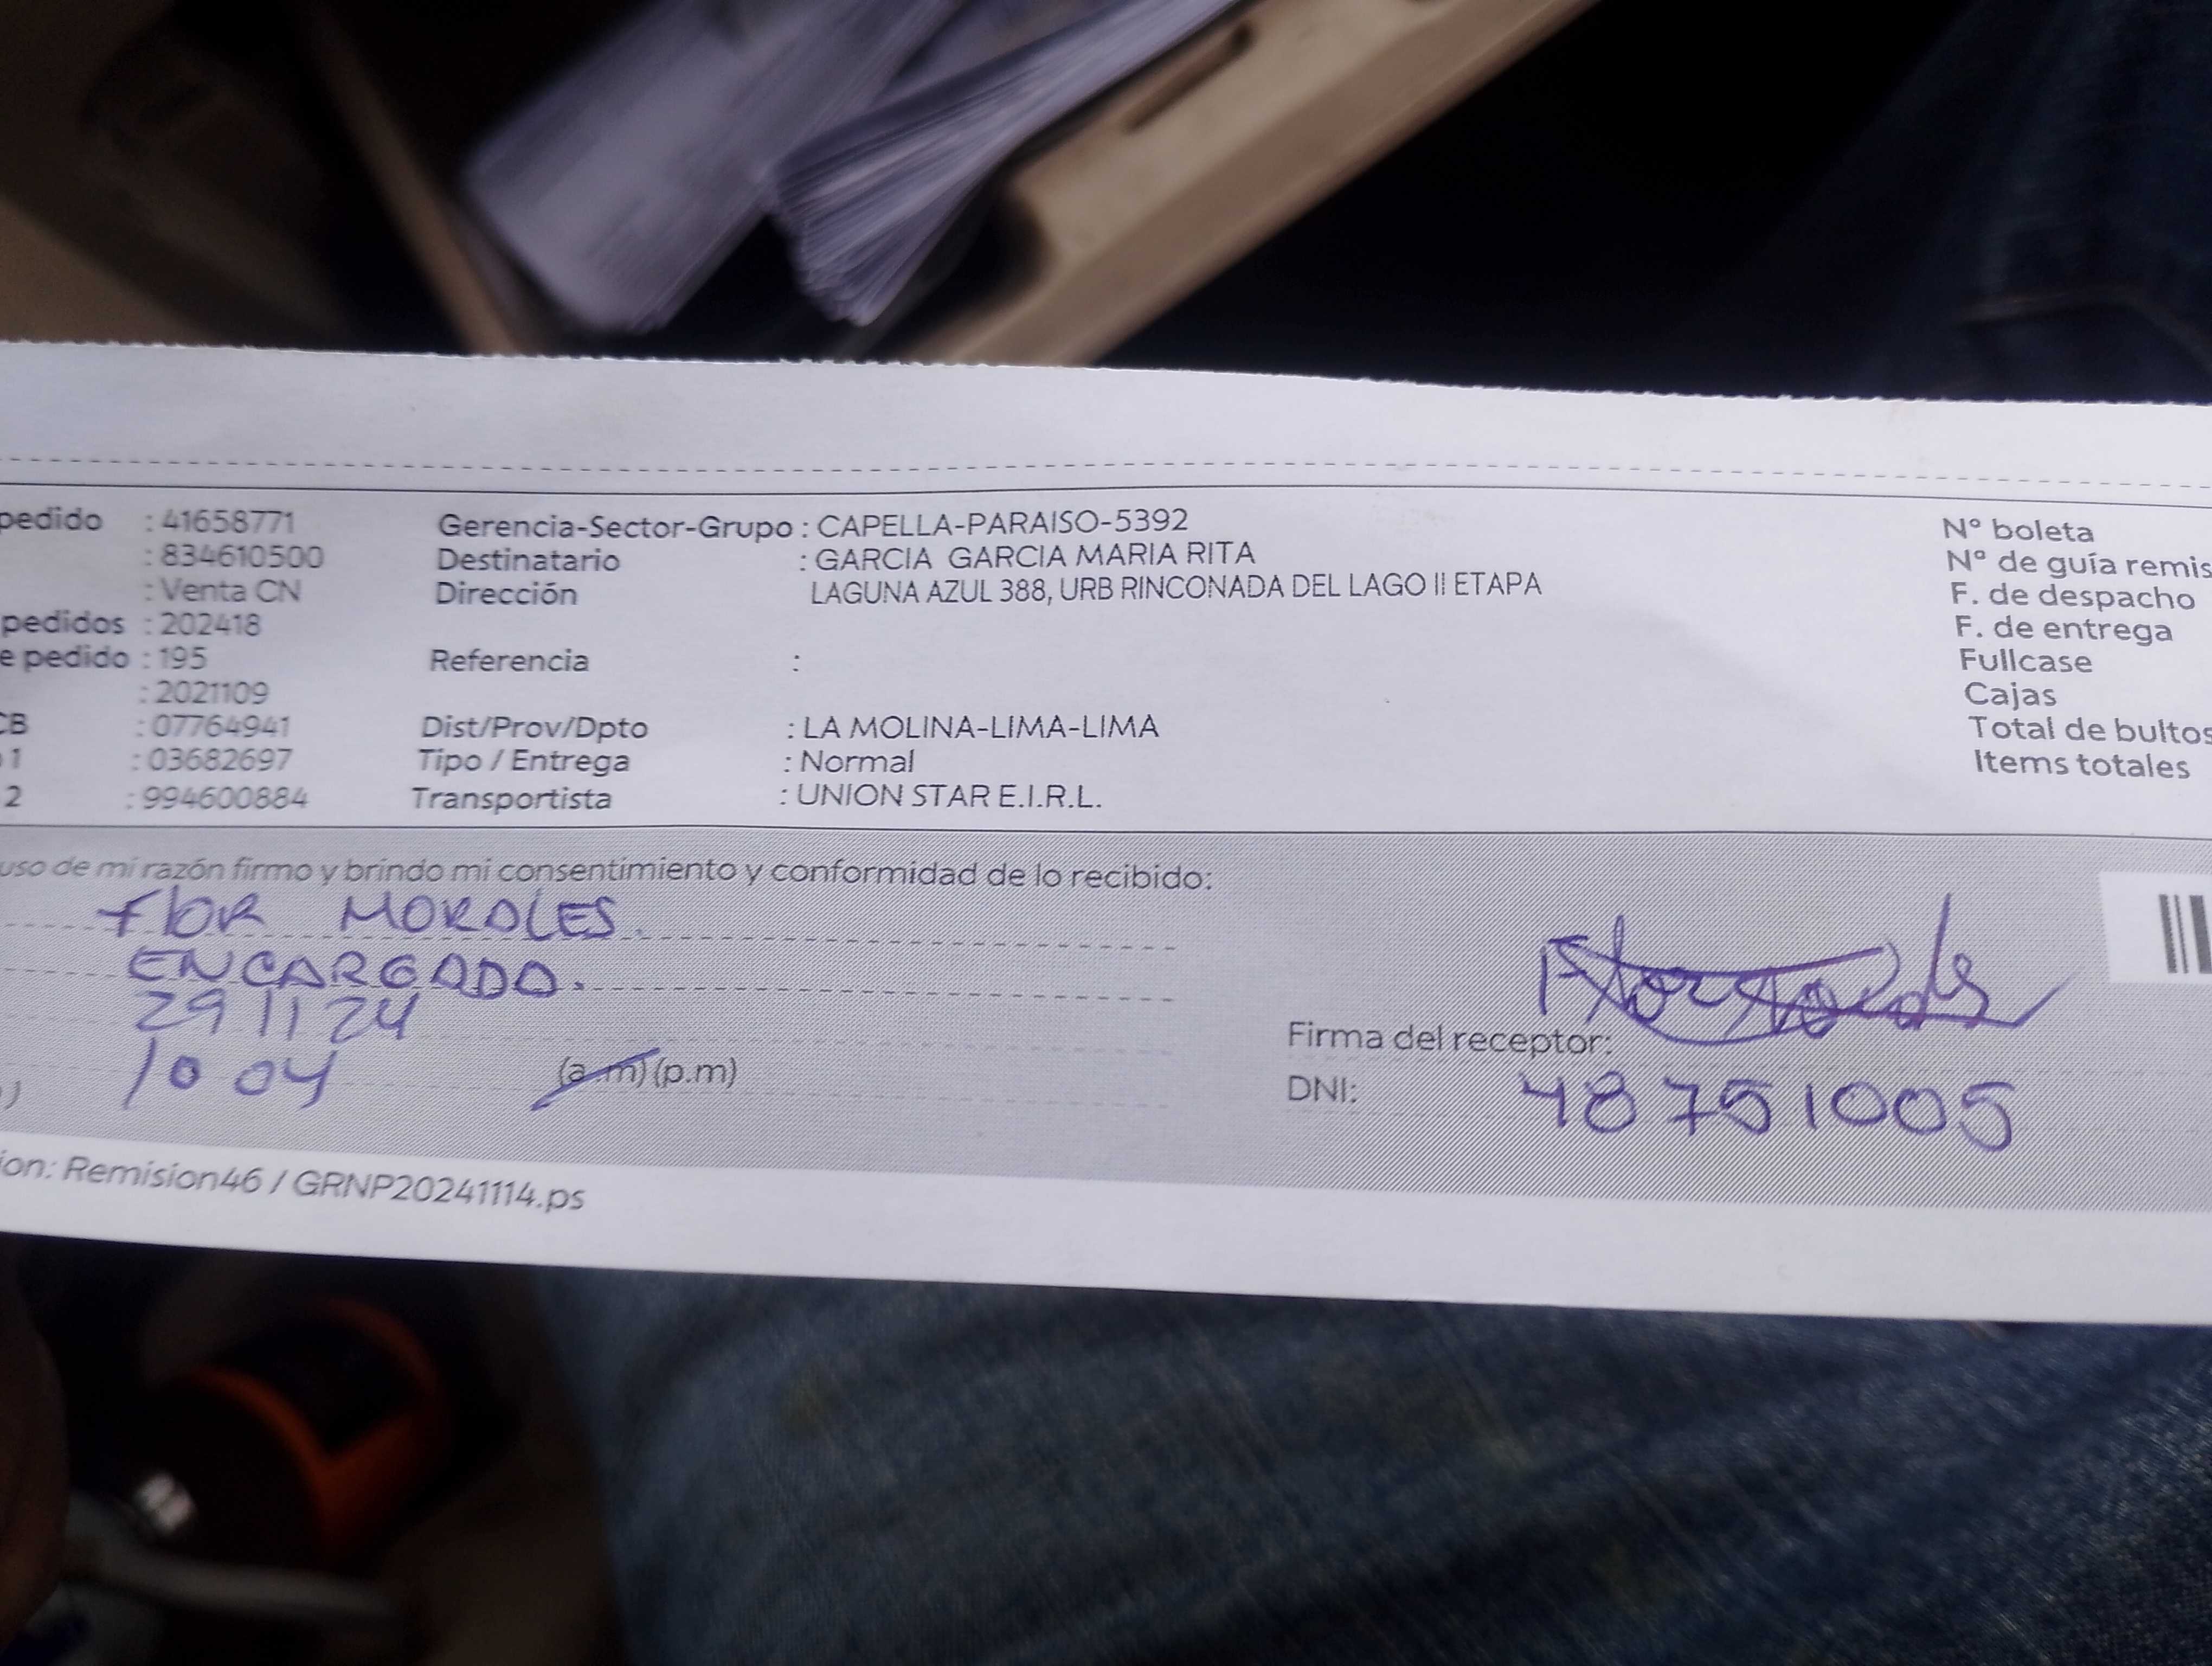 pedido : 41658771 Gerencia-Sector-Grupo : CAPELLA-PARAISO-5392 Nº boleta
: 834610500 Destinatario : GARCIA GARCIA MARIA RITA Nº de guía remis
: Venta CN Dirección LAGUNA AZUL 388, URB RINCONADA DEL LAGO II ETAPA F. de despacho
pedidos : 202418 F. de entrega
e pedido : 195 Referencia : Fullcase
: 2021109 Cajas
CB : 07764941 Dist/Prov/Dpto : LA MOLINA-LIMA-LIMA Total de bultos
1 : 03682697 Tipo / Entrega : Normal Items totales
2 : 994600884 Transportista : UNION STAR E.I.R.L.
uso de mi razón firmo y brindo mi consentimiento y conformidad de lo recibido:
FlOR MORALES.
ENCARGADO.
29 11 24
Firma del receptor:
10 04 (a.m) (p.m) DNI: 48751005
ion: Remision46 / GRNP20241114.ps